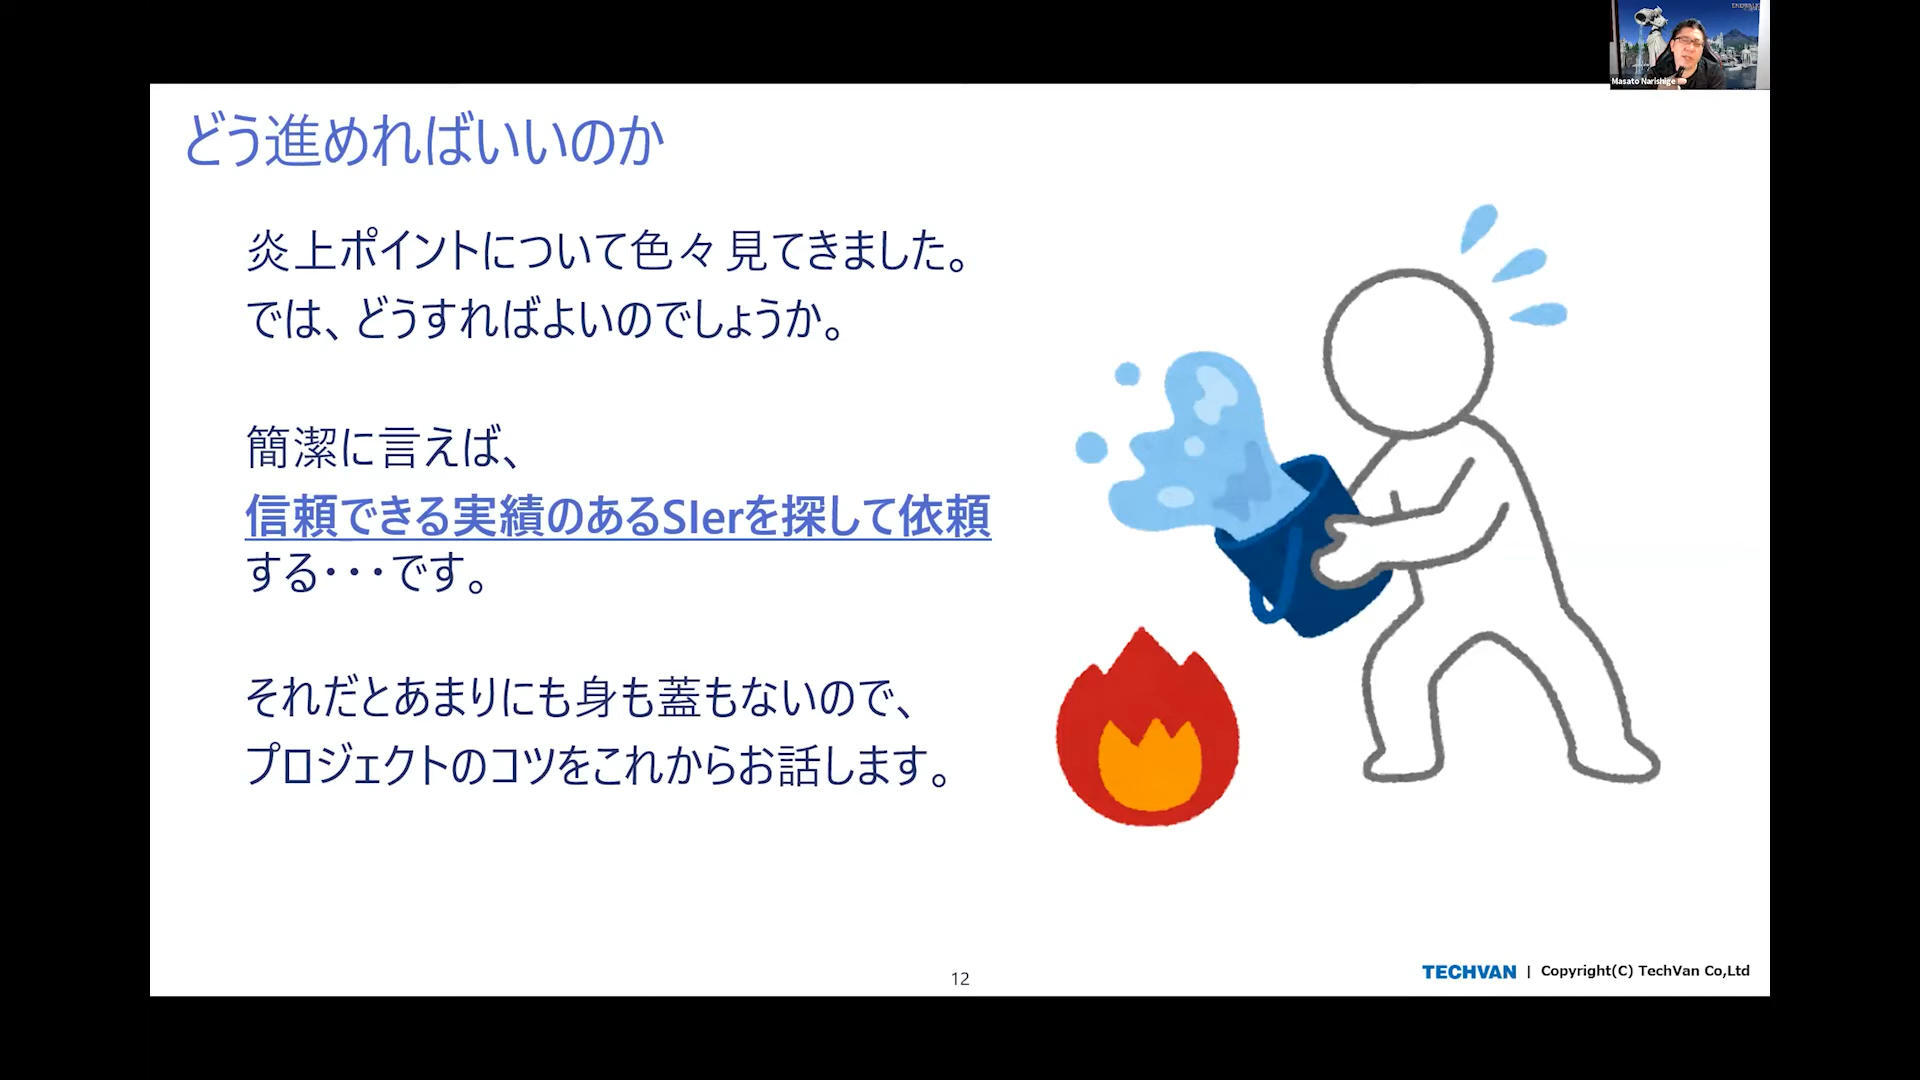 Masato Narishige
どう進めればいいのか
炎上ポイントについて色々見てきました。
では、どうすればよいのでしょうか。
簡潔に言えば、
信頼できる実績のあるSIerを探して依頼
する・・・です。
それだとあまりにも身も蓋もないので、
プロジェクトのコツをこれからお話します。
12
TECHVAN | Copyright(C) TechVan Co,Ltd